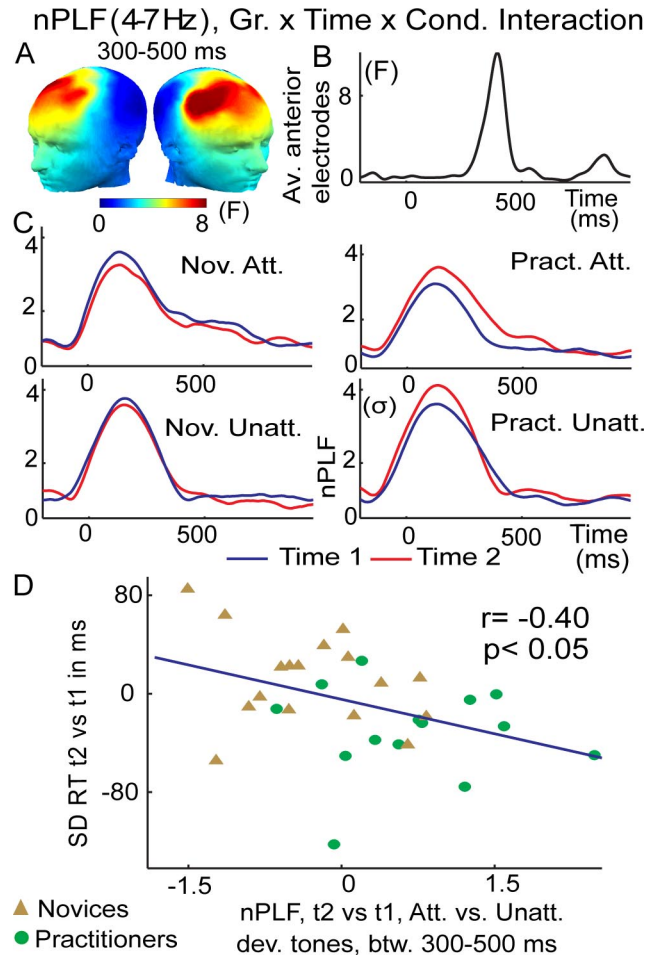 nPLF(4-7Hz), Gr. x Time x Cond. Interaction
A
300-500 ms
0
8
(F)
B
(F)
Av. anterior
electrodes
8
0
0
500
Time
(ms)
C
4
2
0
0
500
Nov. Att.
4
2
0
0
500
Pract. Att.
4
2
0
0
500
Nov. Unatt.
4
2
0
(σ)
nPLF
0
500
Time
(ms)
Pract. Unatt.
Time 1
Time 2
D
80
0
-80
SD RT t2 vs t1 in ms
r= -0.40
p< 0.05
-1.5
0
1.5
Novices
Practitioners
nPLF, t2 vs t1, Att. vs. Unatt.
dev. tones, btw. 300-500 ms